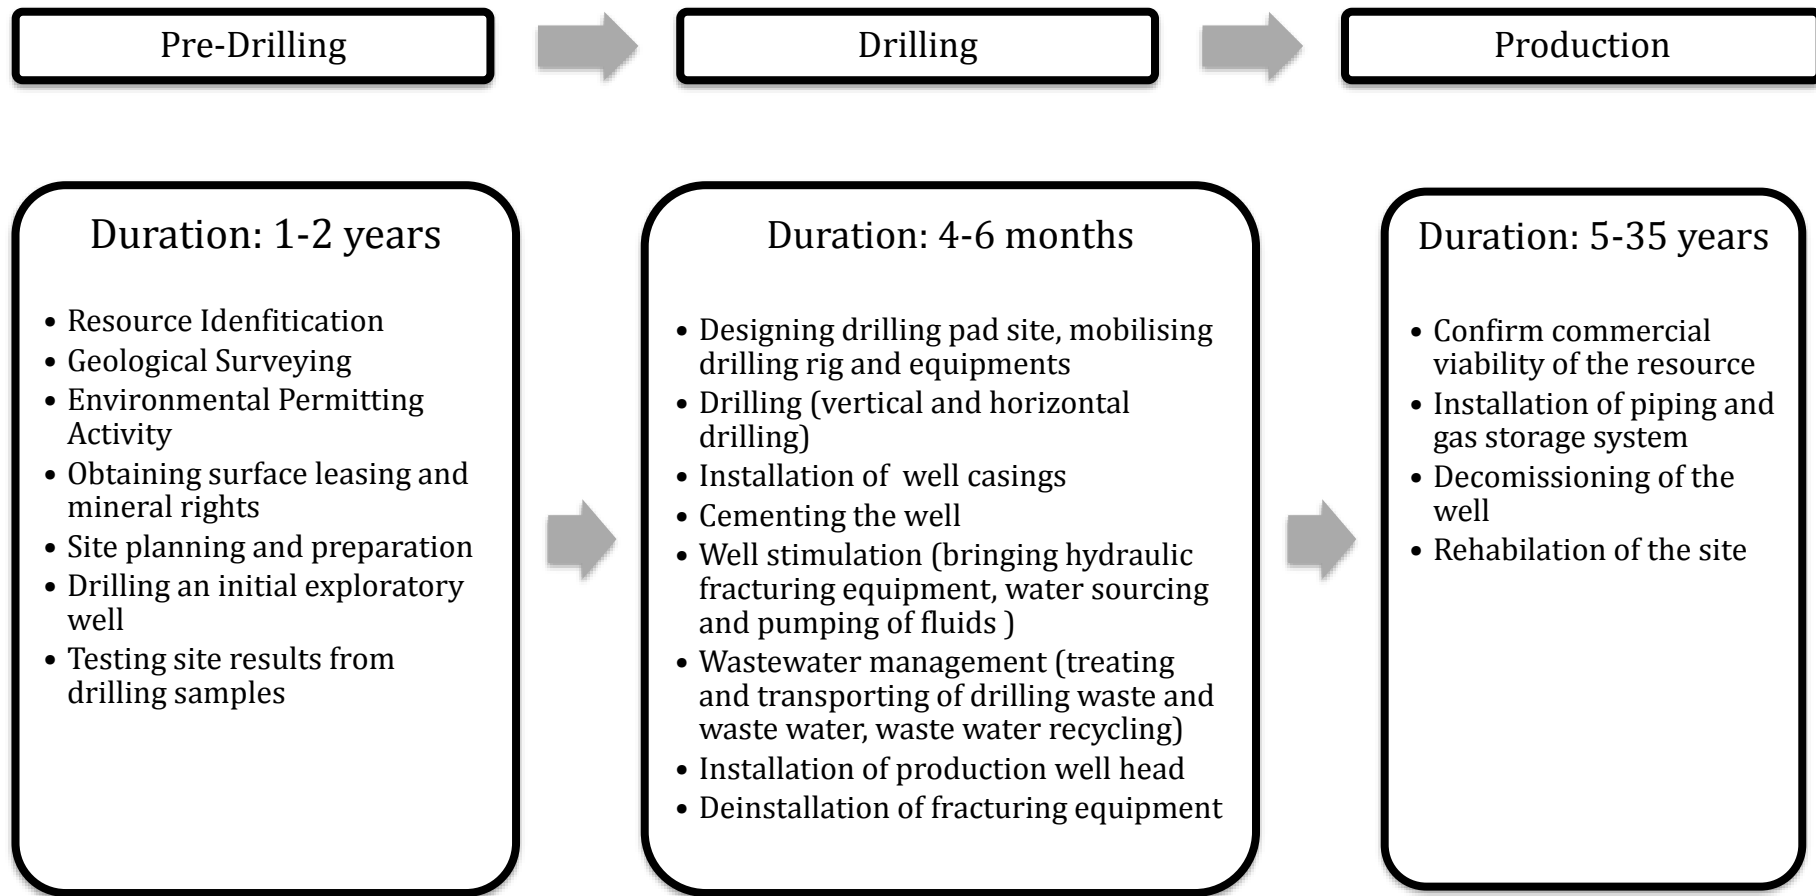 Pre-Drilling
Drilling
Production
Duration: 1-2 years
• Resource Idenfitication
• Geological Surveying
• Environmental Permitting
Activity
• Obtaining surface leasing and
mineral rights
• Site planning and preparation
• Drilling an initial exploratory
well
• Testing site results from
drilling samples
Duration: 4-6 months
• Designing drilling pad site, mobilising
drilling rig and equipments
• Drilling (vertical and horizontal
drilling)
• Installation of well casings
• Cementing the well
• Well stimulation (bringing hydraulic
fracturing equipment, water sourcing
and pumping of fluids )
• Wastewater management (treating
and transporting of drilling waste and
waste water, waste water recycling)
• Installation of production well head
• Deinstallation of fracturing equipment
Duration: 5-35 years
• Confirm commercial
viability of the resource
• Installation of piping and
gas storage system
• Decomissioning of the
well
• Rehabilation of the site